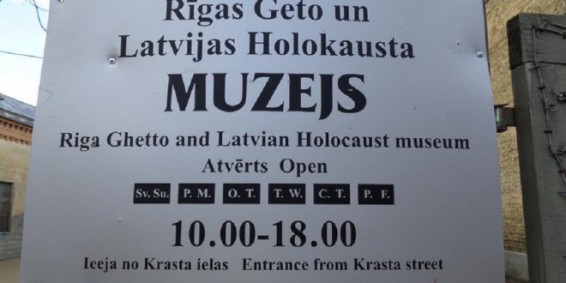 Rīgas Geto un
Latvijas Holokausta
MUZEJS
Riga Ghetto and Latvian Holocaust museum
Atvērts Open
Sv. Su. P. M. O. T. T. W. C. T. P. F.
10.00-18.00
Ieeja no Krasta ielas Entrance from Krasta street